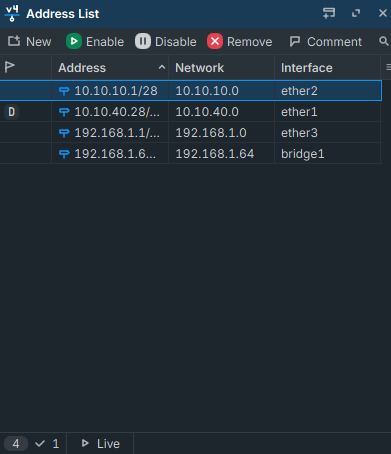 v4 Address List
New Enable Disable Remove Comment
Address Network Interface
10.10.10.1/28 10.10.10.0 ether2
D 10.10.40.28/... 10.10.40.0 ether1
192.168.1.1/... 192.168.1.0 ether3
192.168.1.6... 192.168.1.64 bridge1
4 1 Live